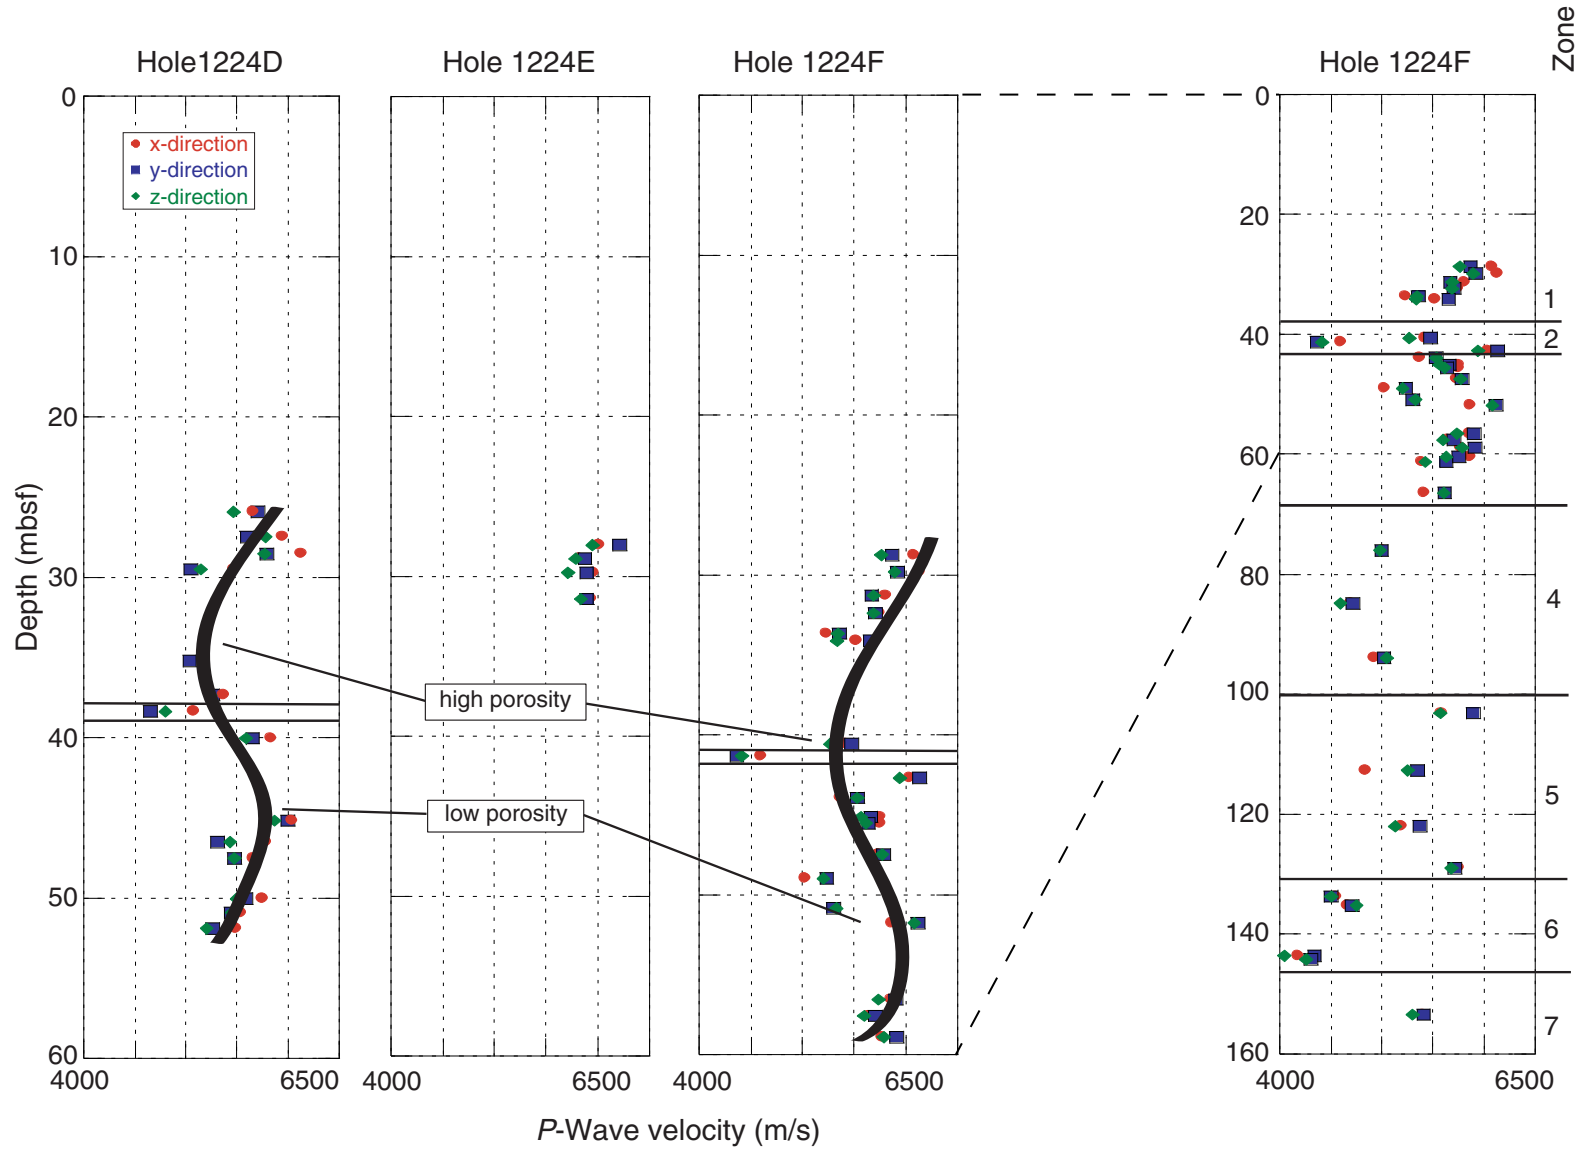 Hole1224D
Hole 1224E
Hole 1224F
Hole 1224F
Zone
x-direction
y-direction
z-direction
0
10
20
30
40
50
60
Depth (mbsf)
high porosity
low porosity
4000
6500
4000
6500
4000
6500
P-Wave velocity (m/s)
0
20
40
60
80
100
120
140
160
4000
6500
1
2
4
5
6
7